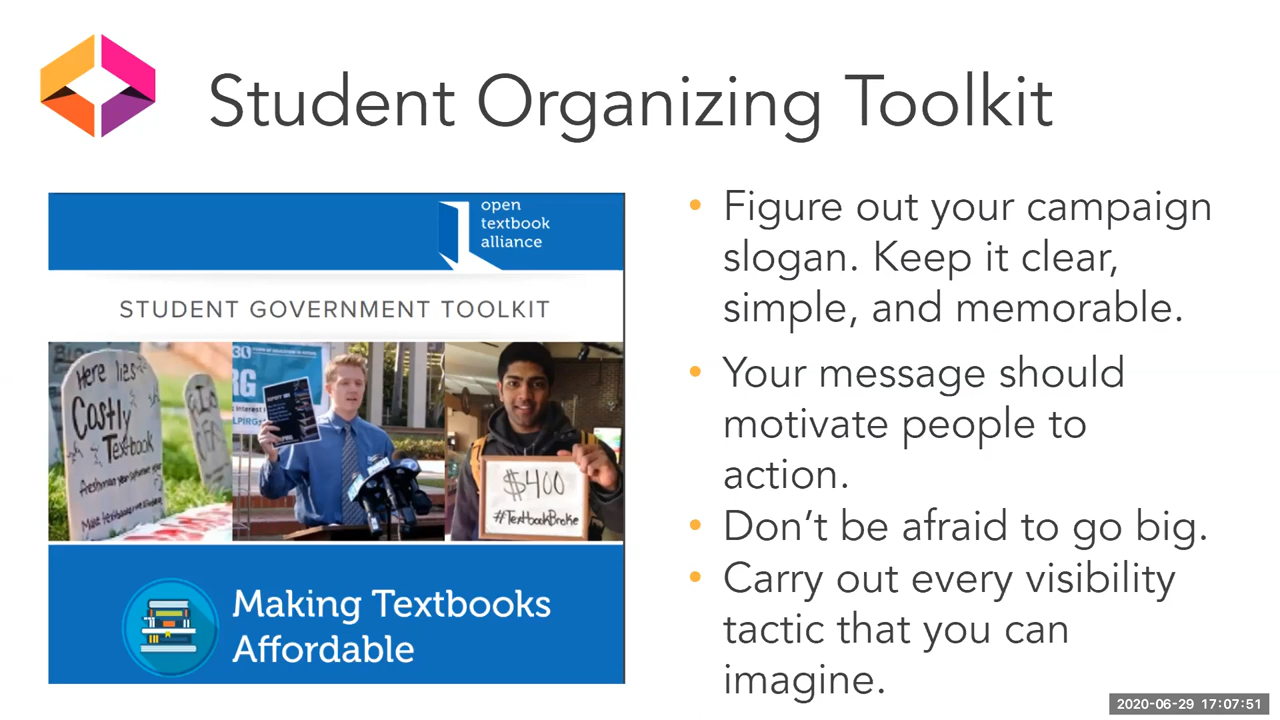 Student Organizing Toolkit
open
textbook
alliance
STUDENT GOVERNMENT TOOLKIT
Here lies
Costly
Textbook
30
RG
$400
#TextbookBroke
Making Textbooks
Affordable
• Figure out your campaign
slogan. Keep it clear,
simple, and memorable.
• Your message should
motivate people to
action.
• Don't be afraid to go big.
• Carry out every visibility
tactic that you can
imagine.
2020-06-29 17:07:51